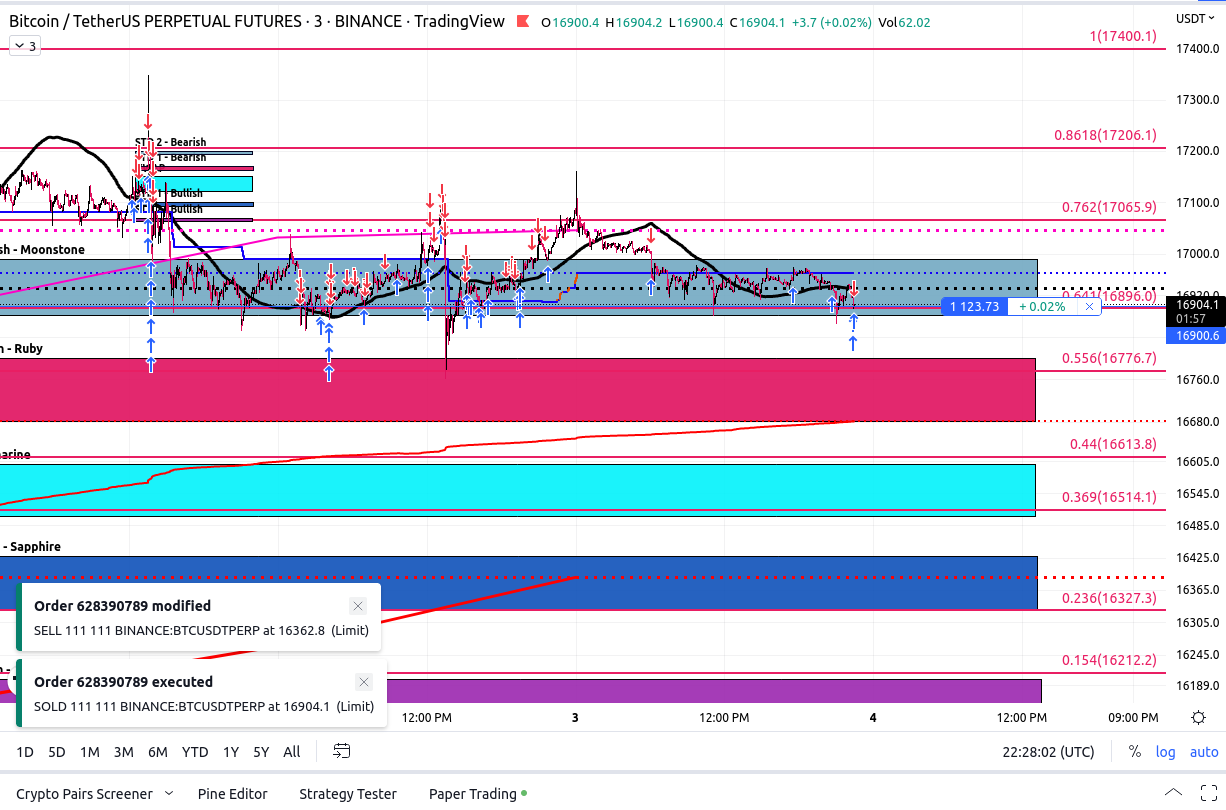 Bitcoin / TetherUS PERPETUAL FUTURES · 3 · BINANCE · TradingView O16900.4 H16904.2 L16900.4 C16904.1 +3.7 (+0.02%) Vol62.02
USDT
3
1(17400.1)
17400.0
17300.0
0.8618(17206.1)
17200.0
- Bearish
1 - Bearish
Bullish
Bullish
17100.0
0.762(17065.9)
sh - Moonstone
17000.0
(16896.0)
1 123.73 +0.02%
16904.1
01:57
16900.6
n - Ruby
0.556(16776.7)
16760.0
16680.0
0.44(16613.8)
arine
16605.0
0.369(16514.1)
16545.0
16485.0
- Sapphire
16425.0
16365.0
0.236(16327.3)
16305.0
0.154(16212.2)
16245.0
16189.0
Order 628390789 modified
SELL 111 111 BINANCE:BTCUSDTPERP at 16362.8 (Limit)
Order 628390789 executed
SOLD 111 111 BINANCE:BTCUSDTPERP at 16904.1 (Limit)
12:00 PM 3 12:00 PM 4 12:00 PM 09:00 PM
1D 5D 1M 3M 6M YTD 1Y 5Y All 22:28:02 (UTC) % log auto
Crypto Pairs Screener Pine Editor Strategy Tester Paper Trading